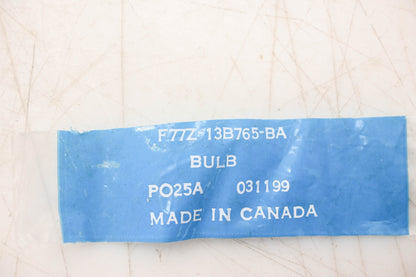 F77Z-13B765-BA
BULB
PO25A 031199
MADE IN CANADA